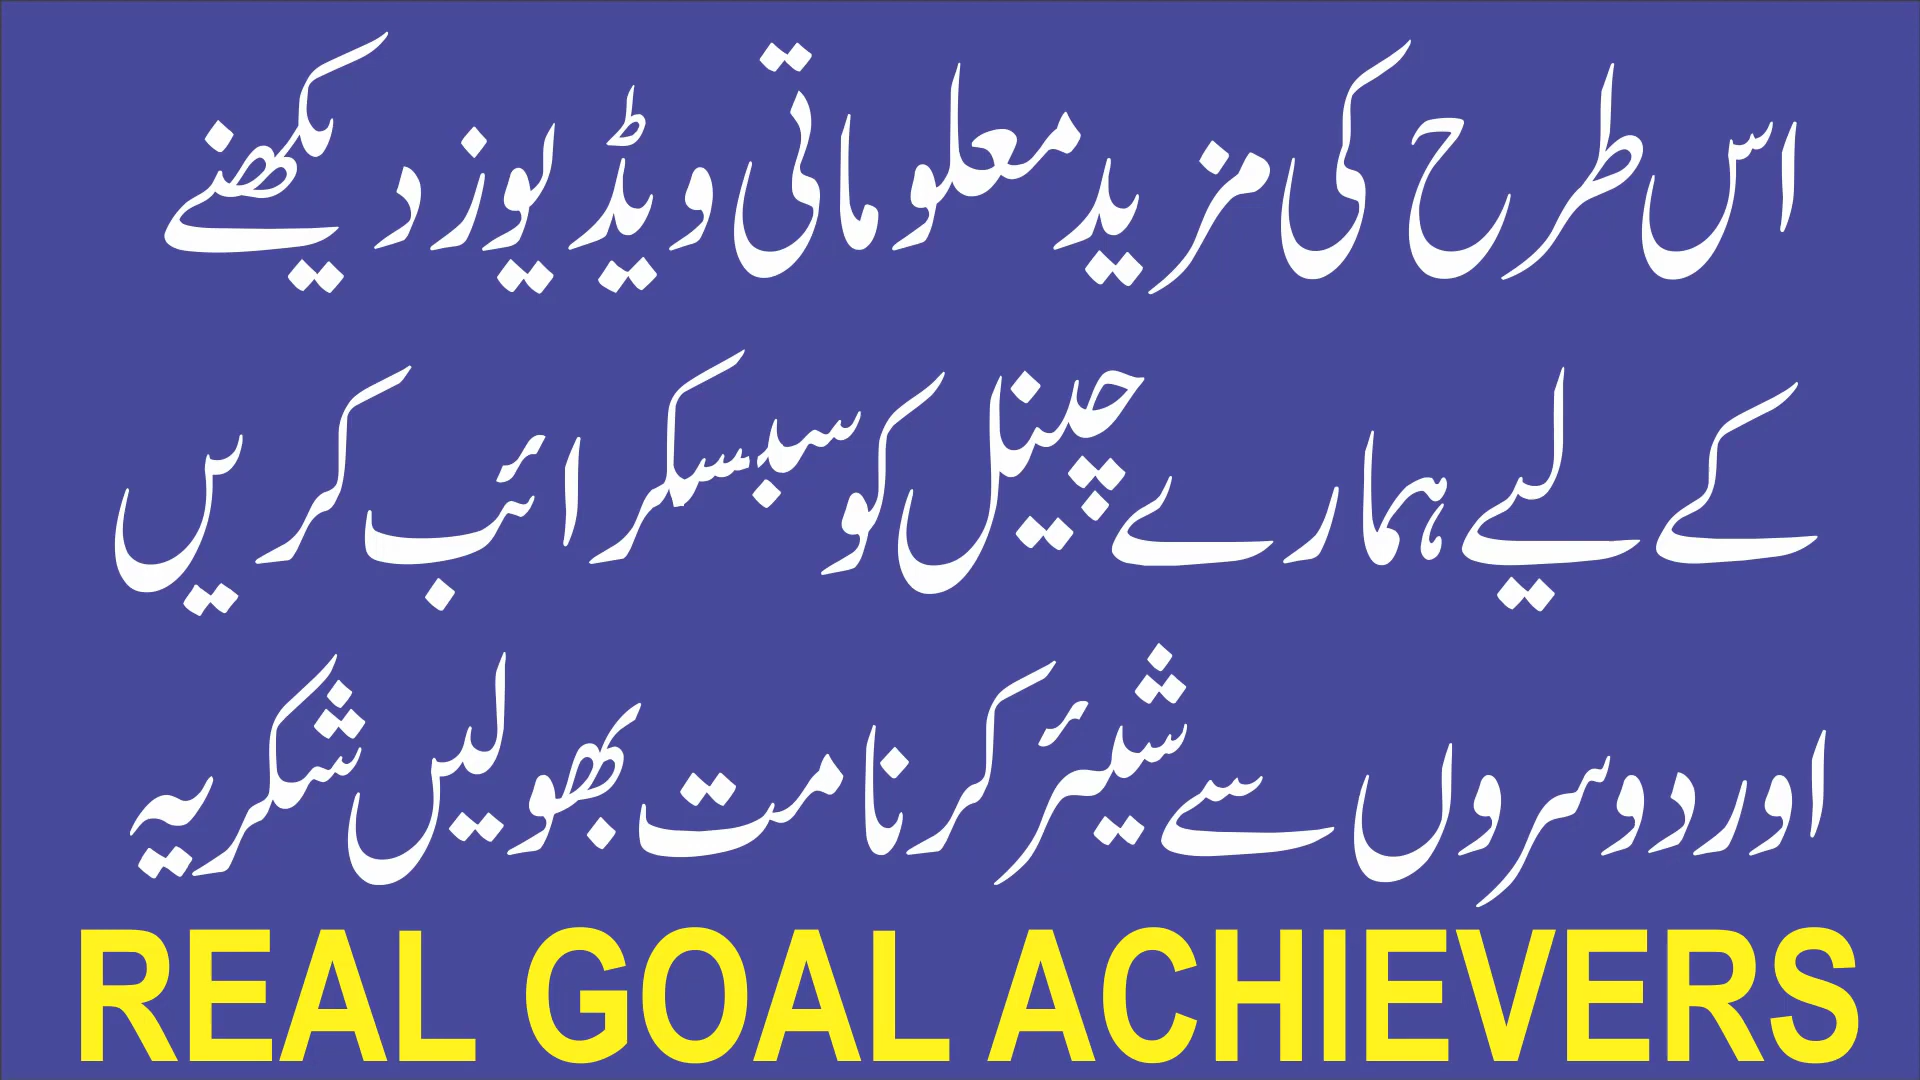 اس طرح کی مزید معلوماتی ویڈیوز دیکھنے
کے لیے ہمارے چینل کو سبسکرائب کریں
اور دوسروں سے شیئر کرنا مت بھولیں شکریہ
REAL GOAL ACHIEVERS